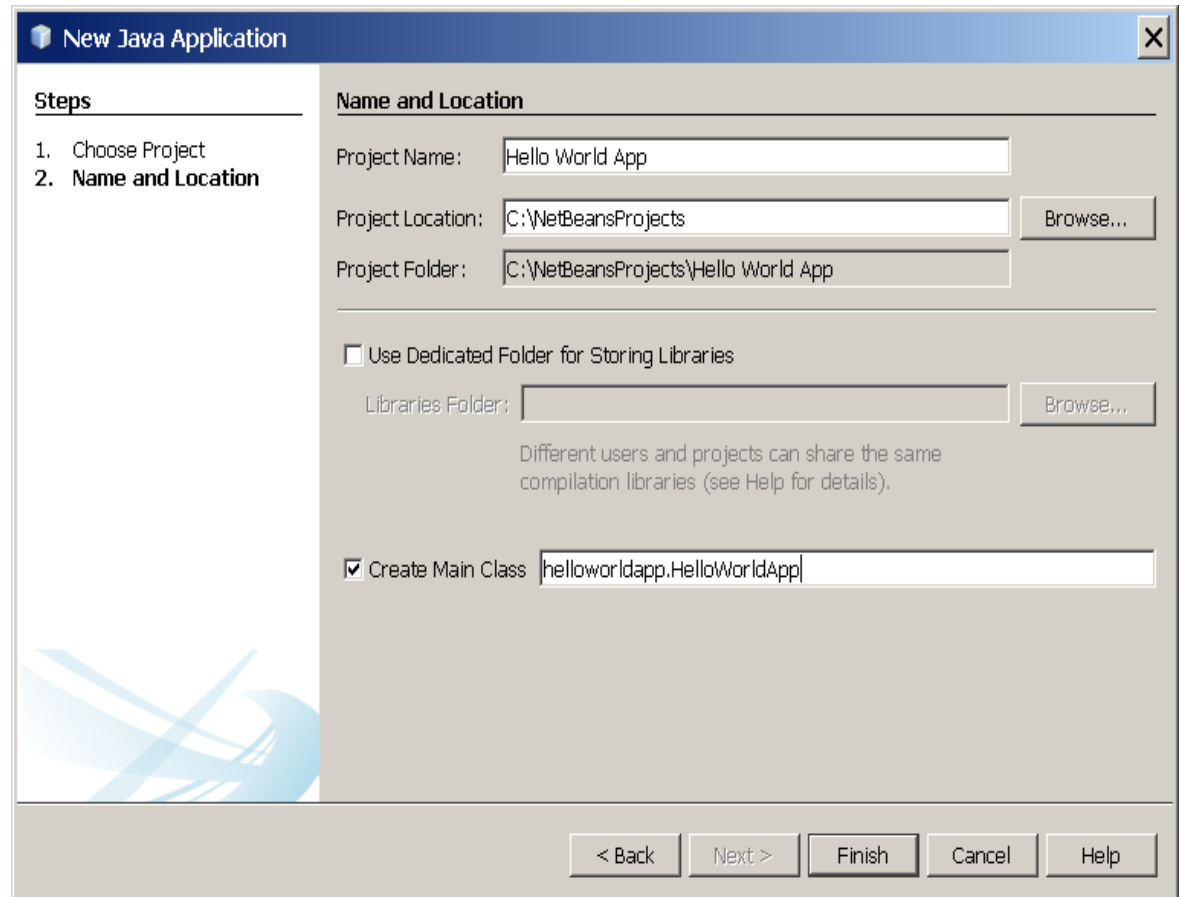 New Java Application
Steps
1. Choose Project
2. Name and Location
Name and Location
Project Name: Hello World App
Project Location: C:\NetBeansProjects Browse...
Project Folder: C:\NetBeansProjects\Hello World App
Use Dedicated Folder for Storing Libraries
Libraries Folder: Browse...
Different users and projects can share the same
compilation libraries (see Help for details).
Create Main Class helloworldapp.HelloWorldApp
< Back Next > Finish Cancel Help